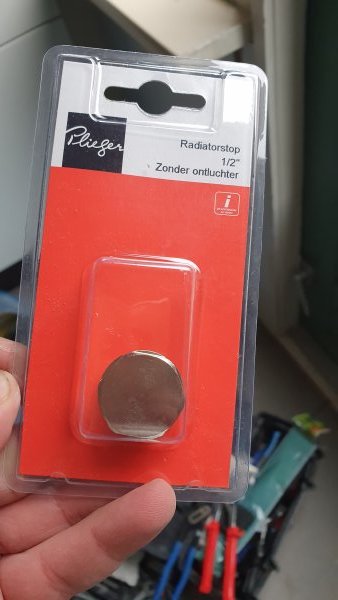 Plieger
Radiatorstop
1/2"
Zonder ontluchter
i